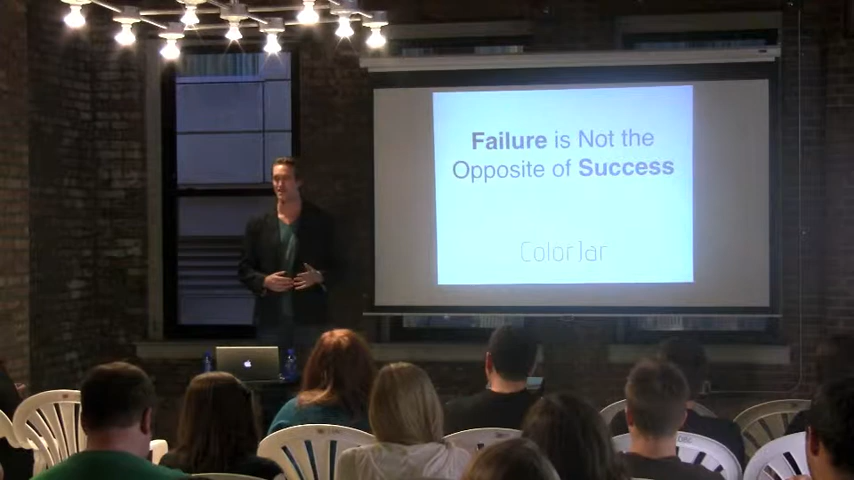 Failure is Not the
Opposite of Success
ColorJar